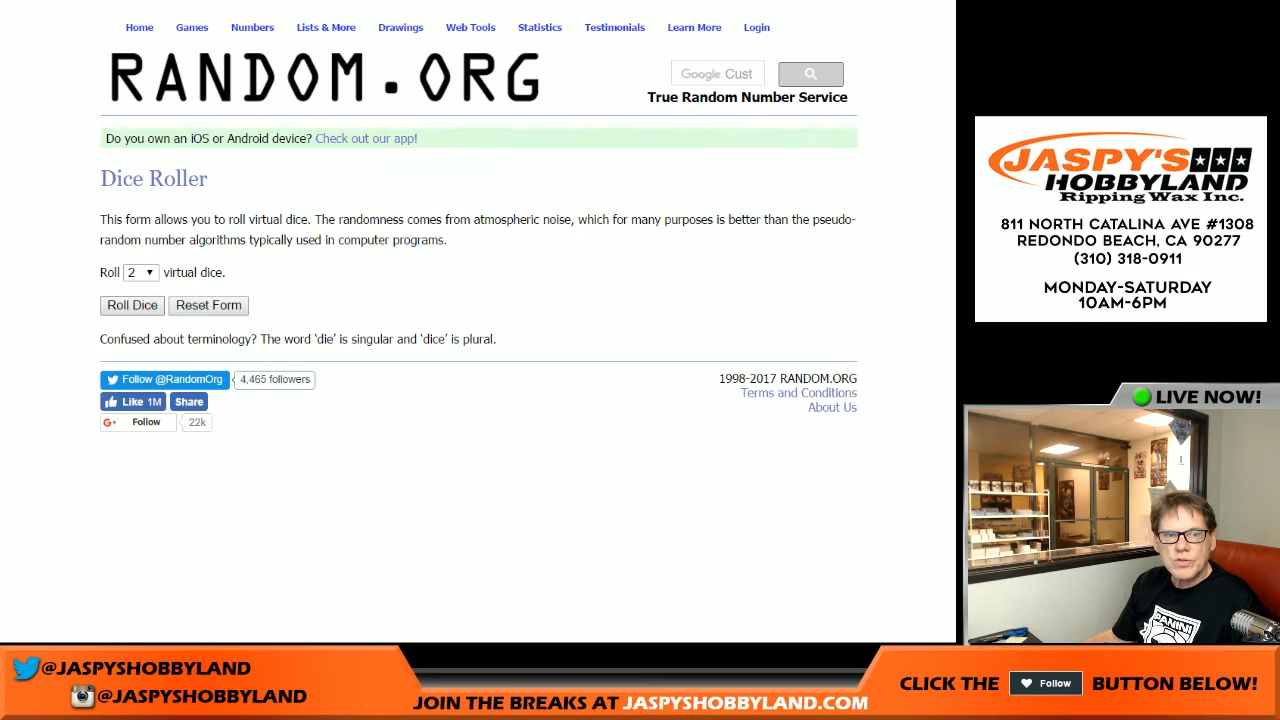 Home Games Numbers Lists & More Drawings Web Tools Statistics Testimonials Learn More Login
RANDOM.ORG
Google Cust
True Random Number Service
Do you own an iOS or Android device? Check out our app!
Dice Roller
This form allows you to roll virtual dice. The randomness comes from atmospheric noise, which for many purposes is better than the pseudo-
random number algorithms typically used in computer programs.
Roll 2 virtual dice.
Roll Dice Reset Form
Confused about terminology? The word ‘die’ is singular and ‘dice’ is plural.
Follow @RandomOrg 4,465 followers
Like 1M Share
G+ Follow 22k
1998-2017 RANDOM.ORG
Terms and Conditions
About Us
JASPY'S
HOBBYLAND
Ripping Wax Inc.
811 NORTH CATALINA AVE #1308
REDONDO BEACH, CA 90277
(310) 318-0911
MONDAY-SATURDAY
10AM-6PM
LIVE NOW!
PANINI
@JASPYSHOBBYLAND
@JASPYSHOBBYLAND
JOIN THE BREAKS AT JASPYSHOBBYLAND.COM
CLICK THE Follow BUTTON BELOW!